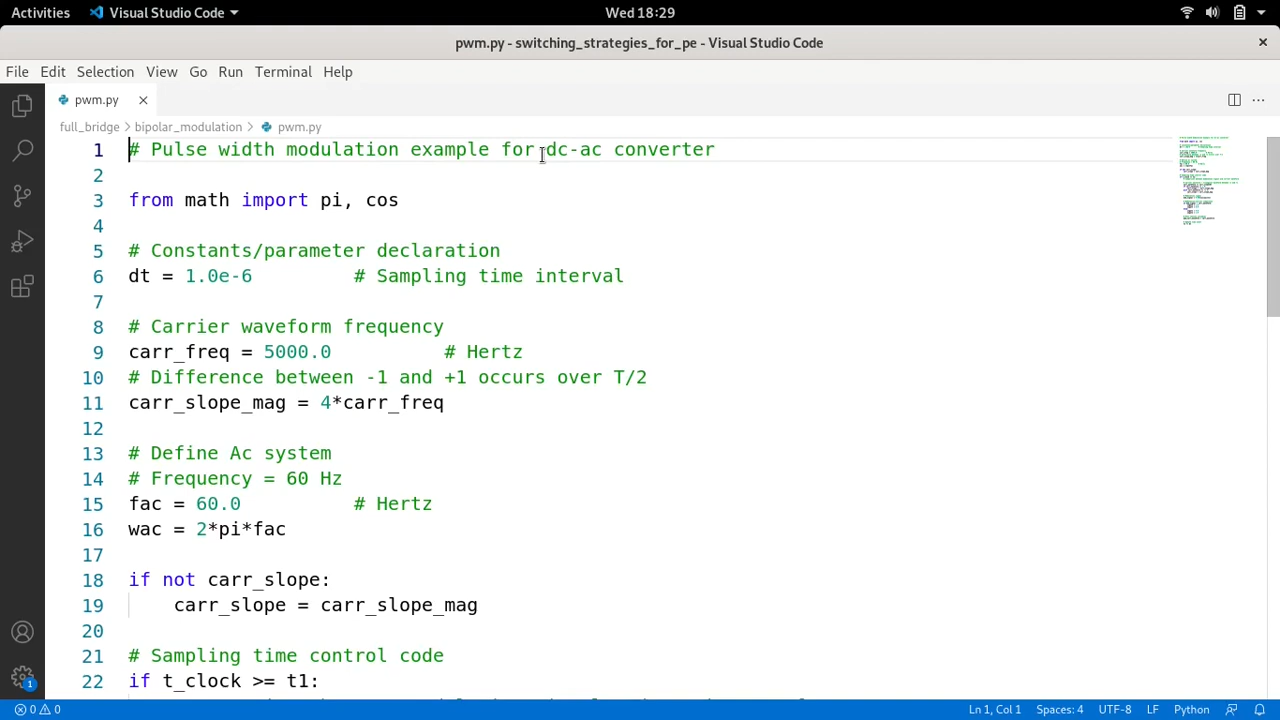 Activities Visual Studio Code Wed 18:29
pwm.py - switching_strategies_for_pe - Visual Studio Code
File Edit Selection View Go Run Terminal Help
pwm.py
full_bridge > bipolar_modulation > pwm.py
1 # Pulse width modulation example for dc-ac converter
2
3 from math import pi, cos
4
5 # Constants/parameter declaration
6 dt = 1.0e-6         # Sampling time interval
7
8 # Carrier waveform frequency
9 carr_freq = 5000.0          # Hertz
10 # Difference between -1 and +1 occurs over T/2
11 carr_slope_mag = 4*carr_freq
12
13 # Define Ac system
14 # Frequency = 60 Hz
15 fac = 60.0          # Hertz
16 wac = 2*pi*fac
17
18 if not carr_slope:
19     carr_slope = carr_slope_mag
20
21 # Sampling time control code
22 if t_clock >= t1:
1 0 0 Ln 1, Col 1 Spaces: 4 UTF-8 LF Python